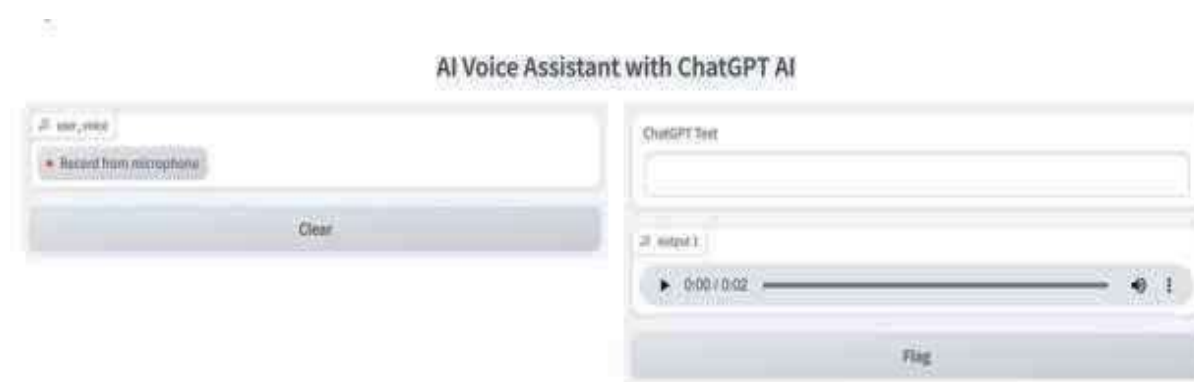 AI Voice Assistant with ChatGPT AI
user_voice
Record from microphone
Clear
ChatGPT Text
output 1
0:00 / 0:02
Flag